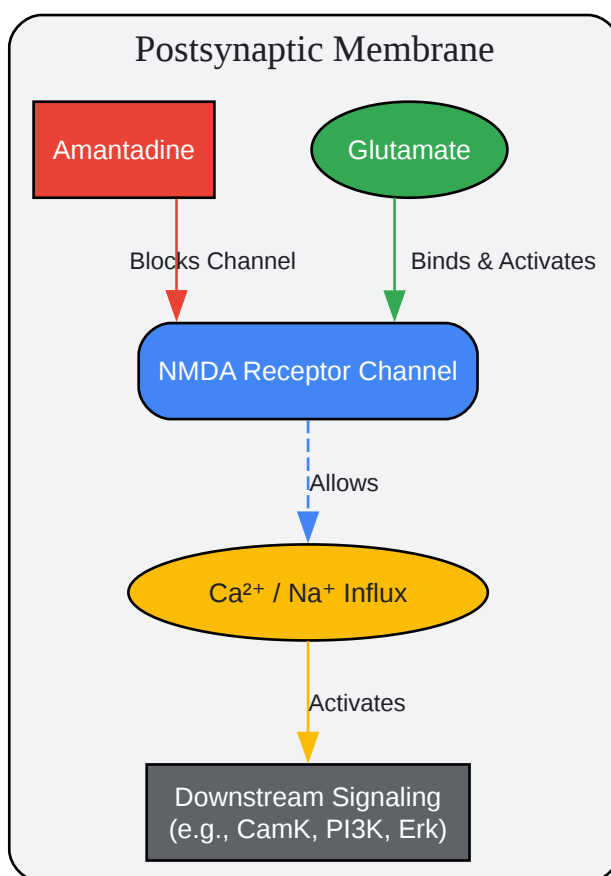 Postsynaptic Membrane
Amantadine
Glutamate
Blocks Channel
Binds & Activates
NMDA Receptor Channel
Allows
Ca²⁺ / Na⁺ Influx
Activates
Downstream Signaling
(e.g., CamK, PI3K, Erk)